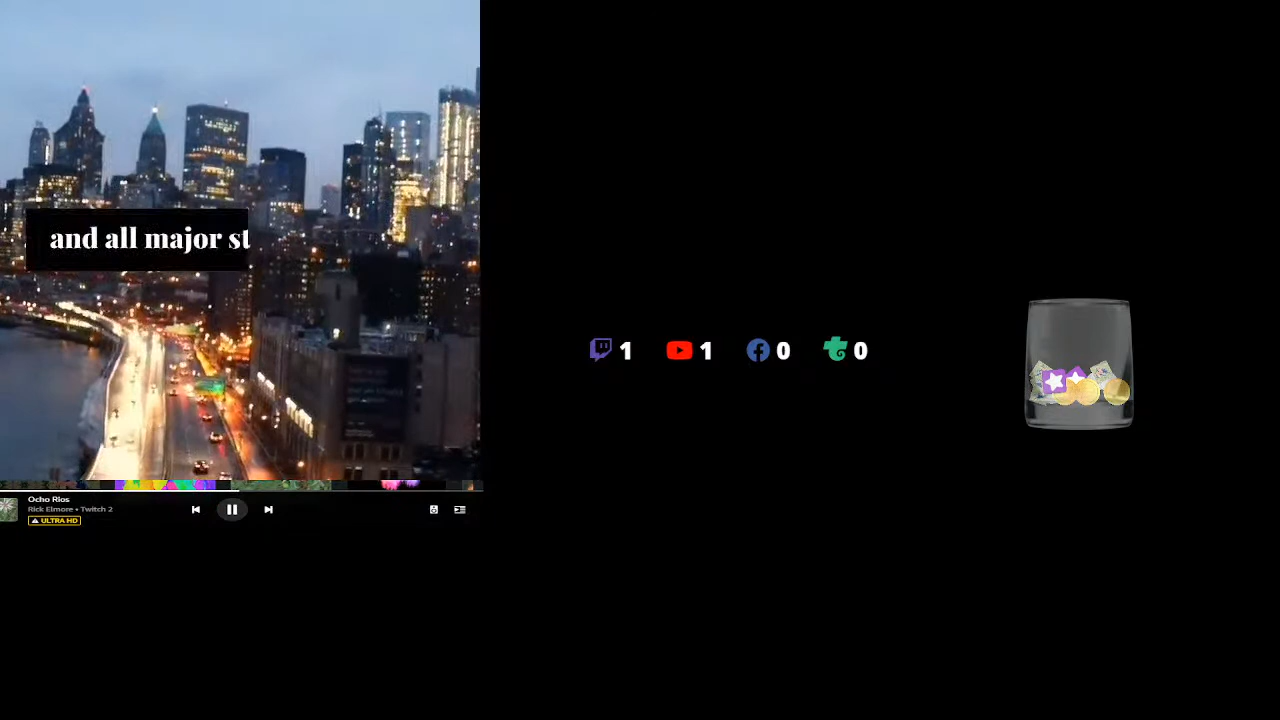 and all major st
1
1
0
0
Ocho Rios
Rick Elmore • Twitch 2
ULTRA HD